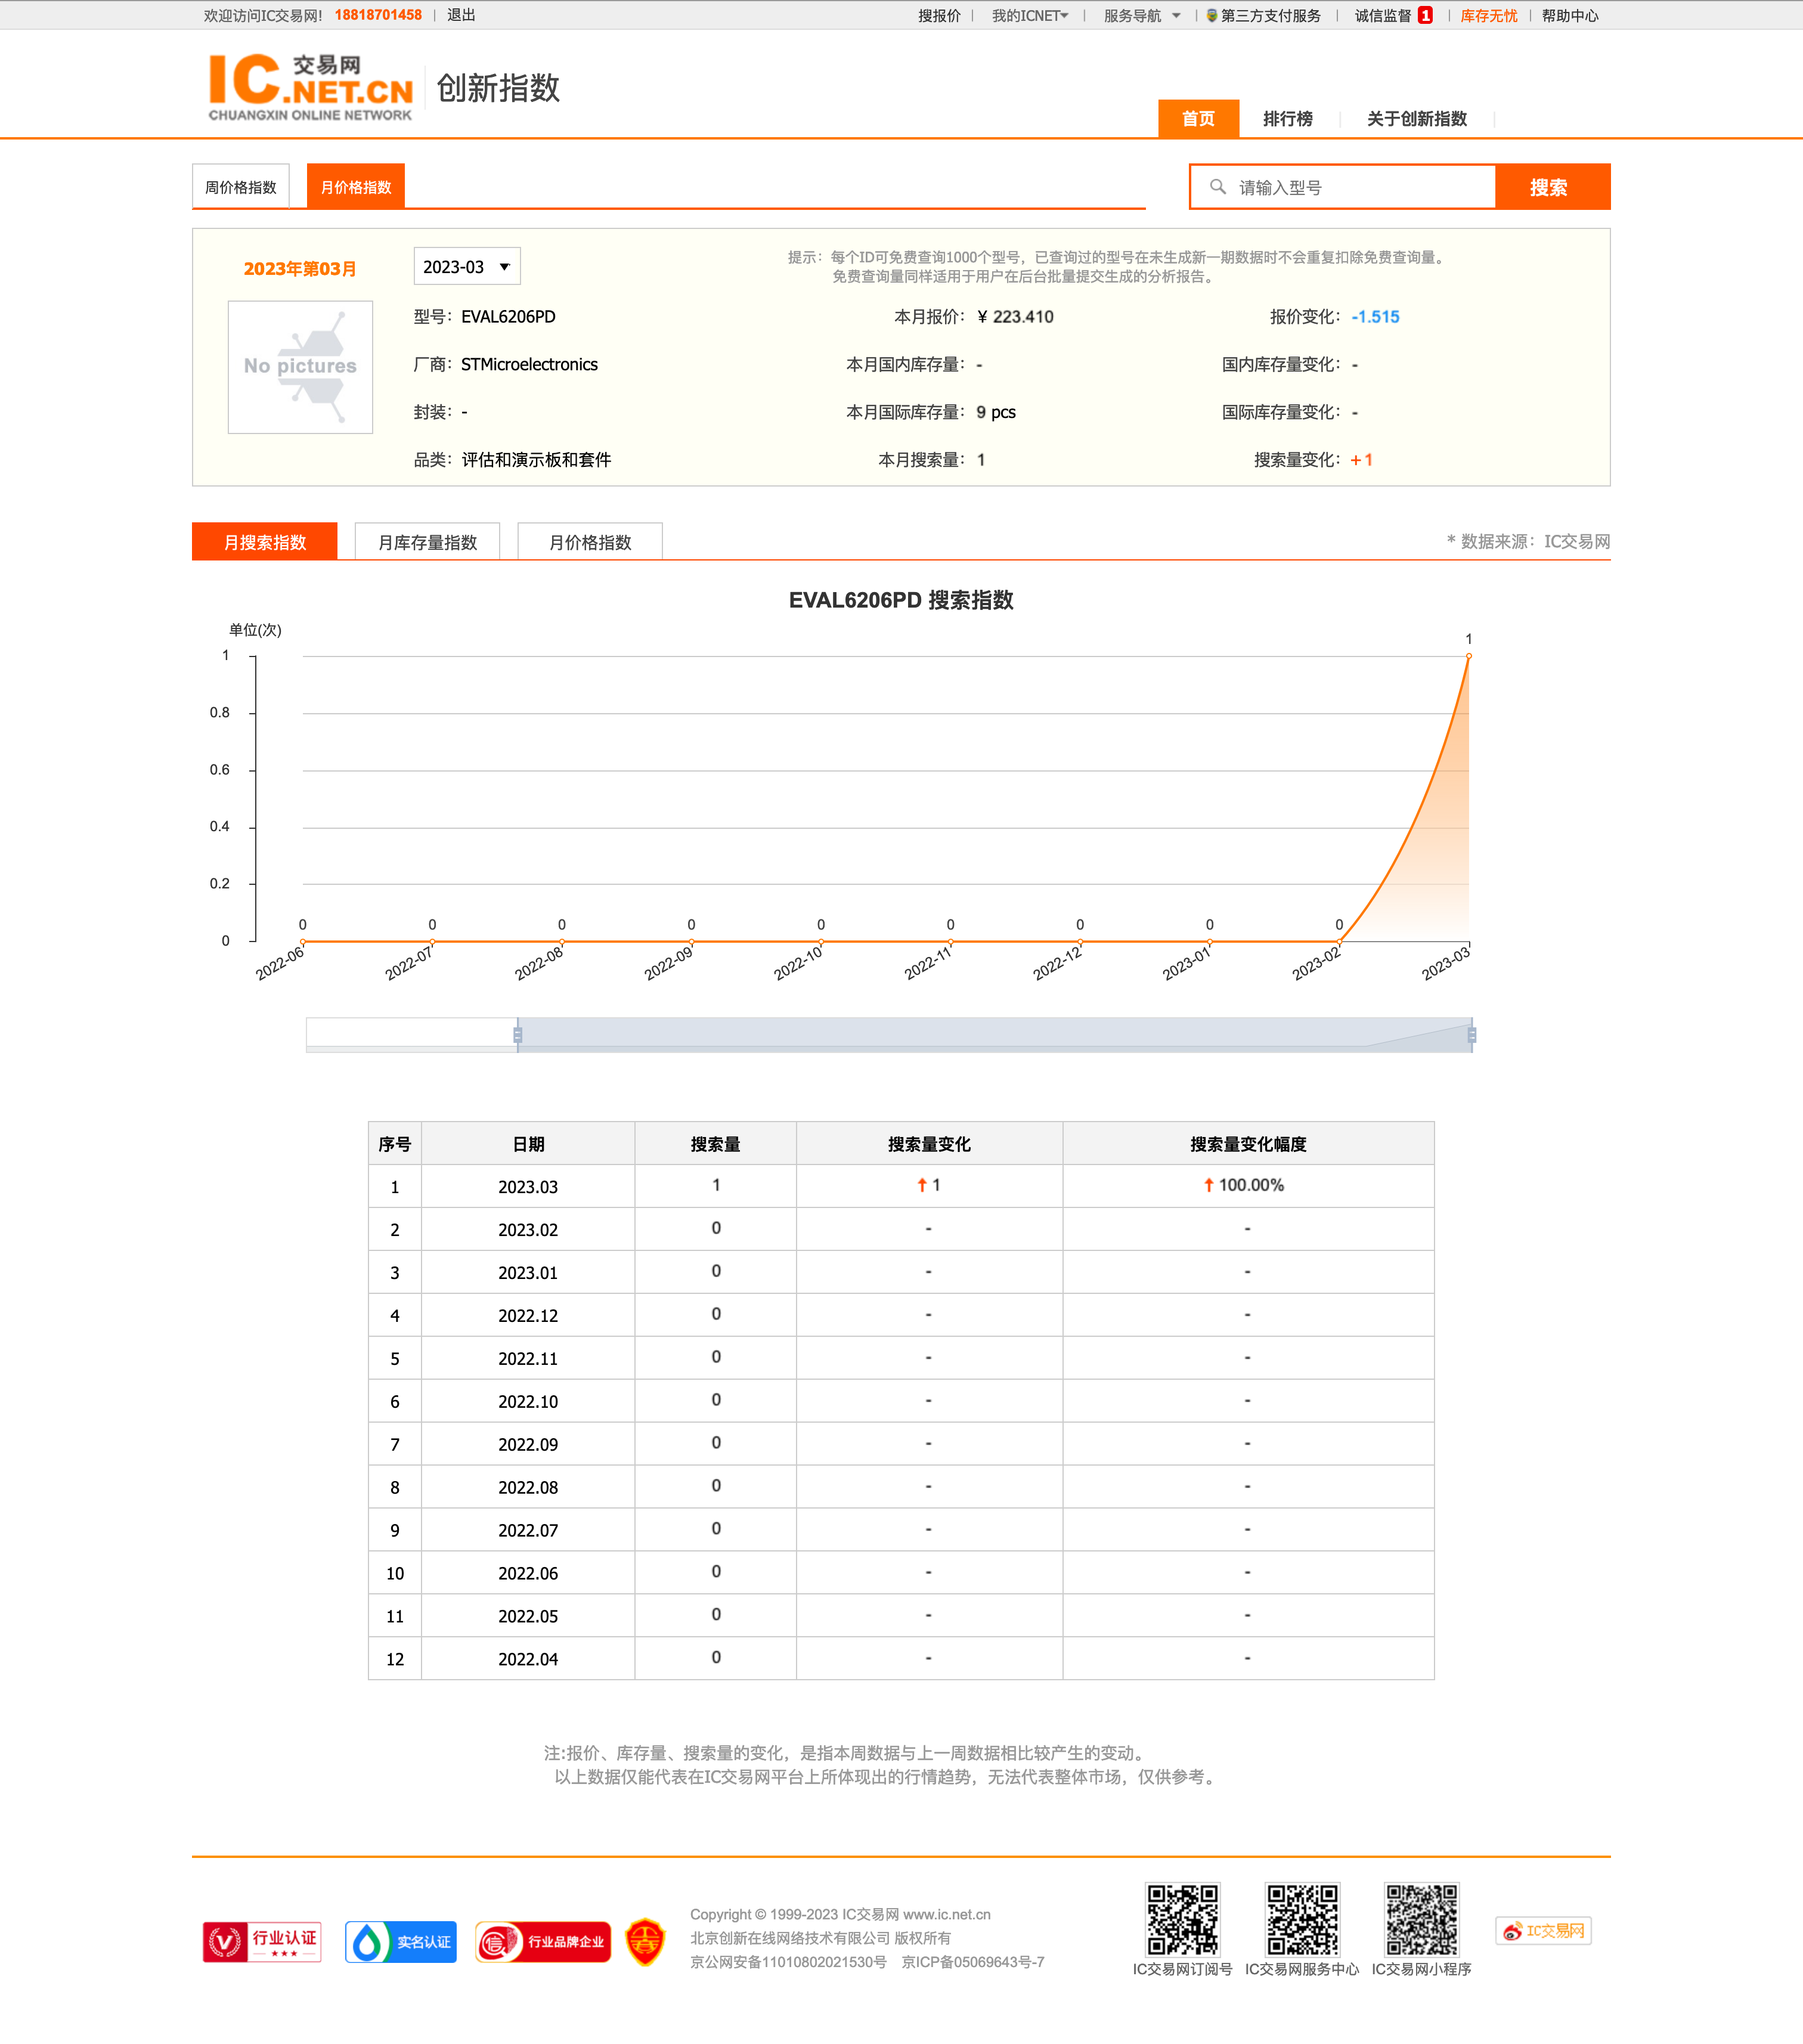 欢迎访问IC交易网! 18818701458 | 退出
搜报价 | 我的ICNET | 服务导航 | 第三方支付服务 | 诚信监督 1 | 库存无忧 | 帮助中心
IC 交易网 .NET.CN
CHUANGXIN ONLINE NETWORK
创新指数
首页 排行榜 关于创新指数
周价格指数 月价格指数
请输入型号 搜索
2023年第03月 2023-03
提示：每个ID可免费查询1000个型号，已查询过的型号在未生成新一期数据时不会重复扣除免费查询量。
免费查询量同样适用于用户在后台批量提交生成的分析报告。
No pictures
型号：EVAL6206PD 本月报价：¥ 223.410 报价变化：-1.515
厂商：STMicroelectronics 本月国内库存量：- 国内库存量变化：-
封装：- 本月国际库存量：9 pcs 国际库存量变化：-
品类：评估和演示板和套件 本月搜索量：1 搜索量变化：+1
月搜索指数 月库存量指数 月价格指数 * 数据来源：IC交易网
EVAL6206PD 搜索指数
单位(次)
1
1
0.8
0.6
0.4
0.2
0 0 0 0 0 0 0 0 0
0
2022-06 2022-07 2022-08 2022-09 2022-10 2022-11 2022-12 2023-01 2023-02 2023-03
序号 日期 搜索量 搜索量变化 搜索量变化幅度
1 2023.03 1 ↑ 1 ↑ 100.00%
2 2023.02 0 - -
3 2023.01 0 - -
4 2022.12 0 - -
5 2022.11 0 - -
6 2022.10 0 - -
7 2022.09 0 - -
8 2022.08 0 - -
9 2022.07 0 - -
10 2022.06 0 - -
11 2022.05 0 - -
12 2022.04 0 - -
注:报价、库存量、搜索量的变化，是指本周数据与上一周数据相比较产生的变动。
以上数据仅能代表在IC交易网平台上所体现出的行情趋势，无法代表整体市场，仅供参考。
行业认证
实名认证
信 行业品牌企业
Copyright © 1999-2023 IC交易网 www.ic.net.cn
北京创新在线网络技术有限公司 版权所有
京公网安备11010802021530号 京ICP备05069643号-7
IC交易网订阅号 IC交易网服务中心 IC交易网小程序
IC交易网